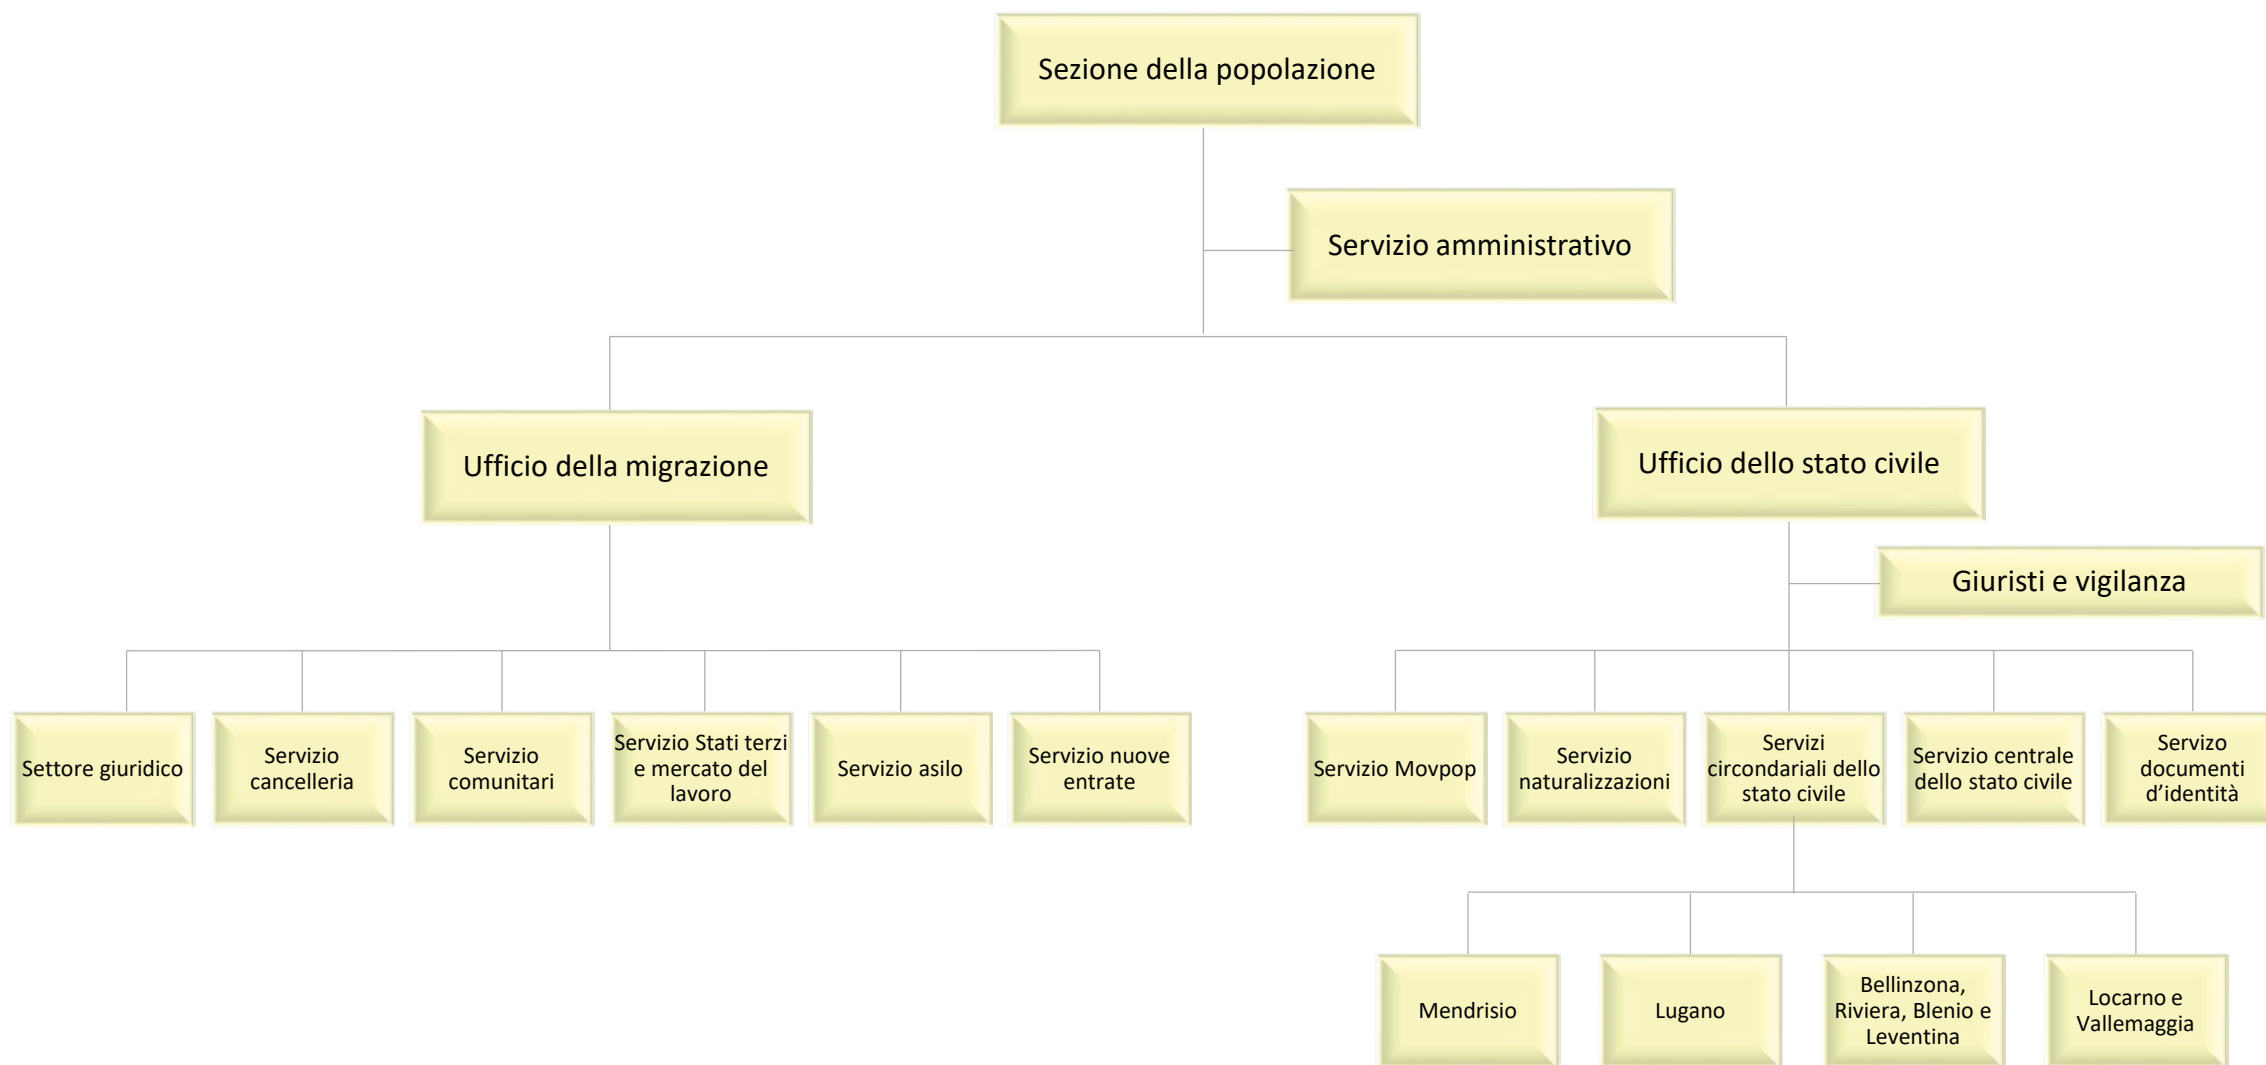 Sezione della popolazione
Servizio amministrativo
Ufficio della migrazione
Ufficio dello stato civile
Giuristi e vigilanza
Settore giuridico
Servizio
cancelleria
Servizio
comunitari
Servizio Stati terzi
e mercato del
lavoro
Servizio asilo
Servizio nuove
entrate
Servizio Movpop
Servizio
naturalizzazioni
Servizi
circondariali dello
stato civile
Servizio centrale
dello stato civile
Servizo
documenti
d’identità
Mendrisio
Lugano
Bellinzona,
Riviera, Blenio e
Leventina
Locarno e
Vallemaggia